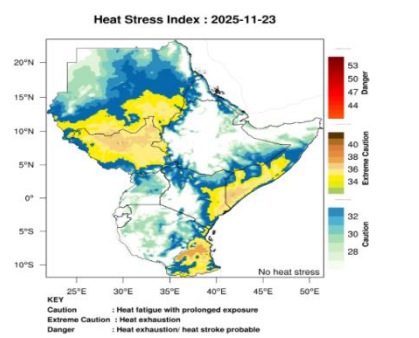 Heat Stress Index : 2025-11-23
20°N
15°N
10°N
5°N
0°
5°S
10°S
25°E 30°E 35°E 40°E 45°E 50°E
No heat stress
53
50
47
44
Danger
40
38
36
34
Extreme Caution
32
30
28
Caution
KEY
Caution : Heat fatigue with prolonged exposure
Extreme Caution : Heat exhaustion
Danger : Heat exhaustion/ heat stroke probable